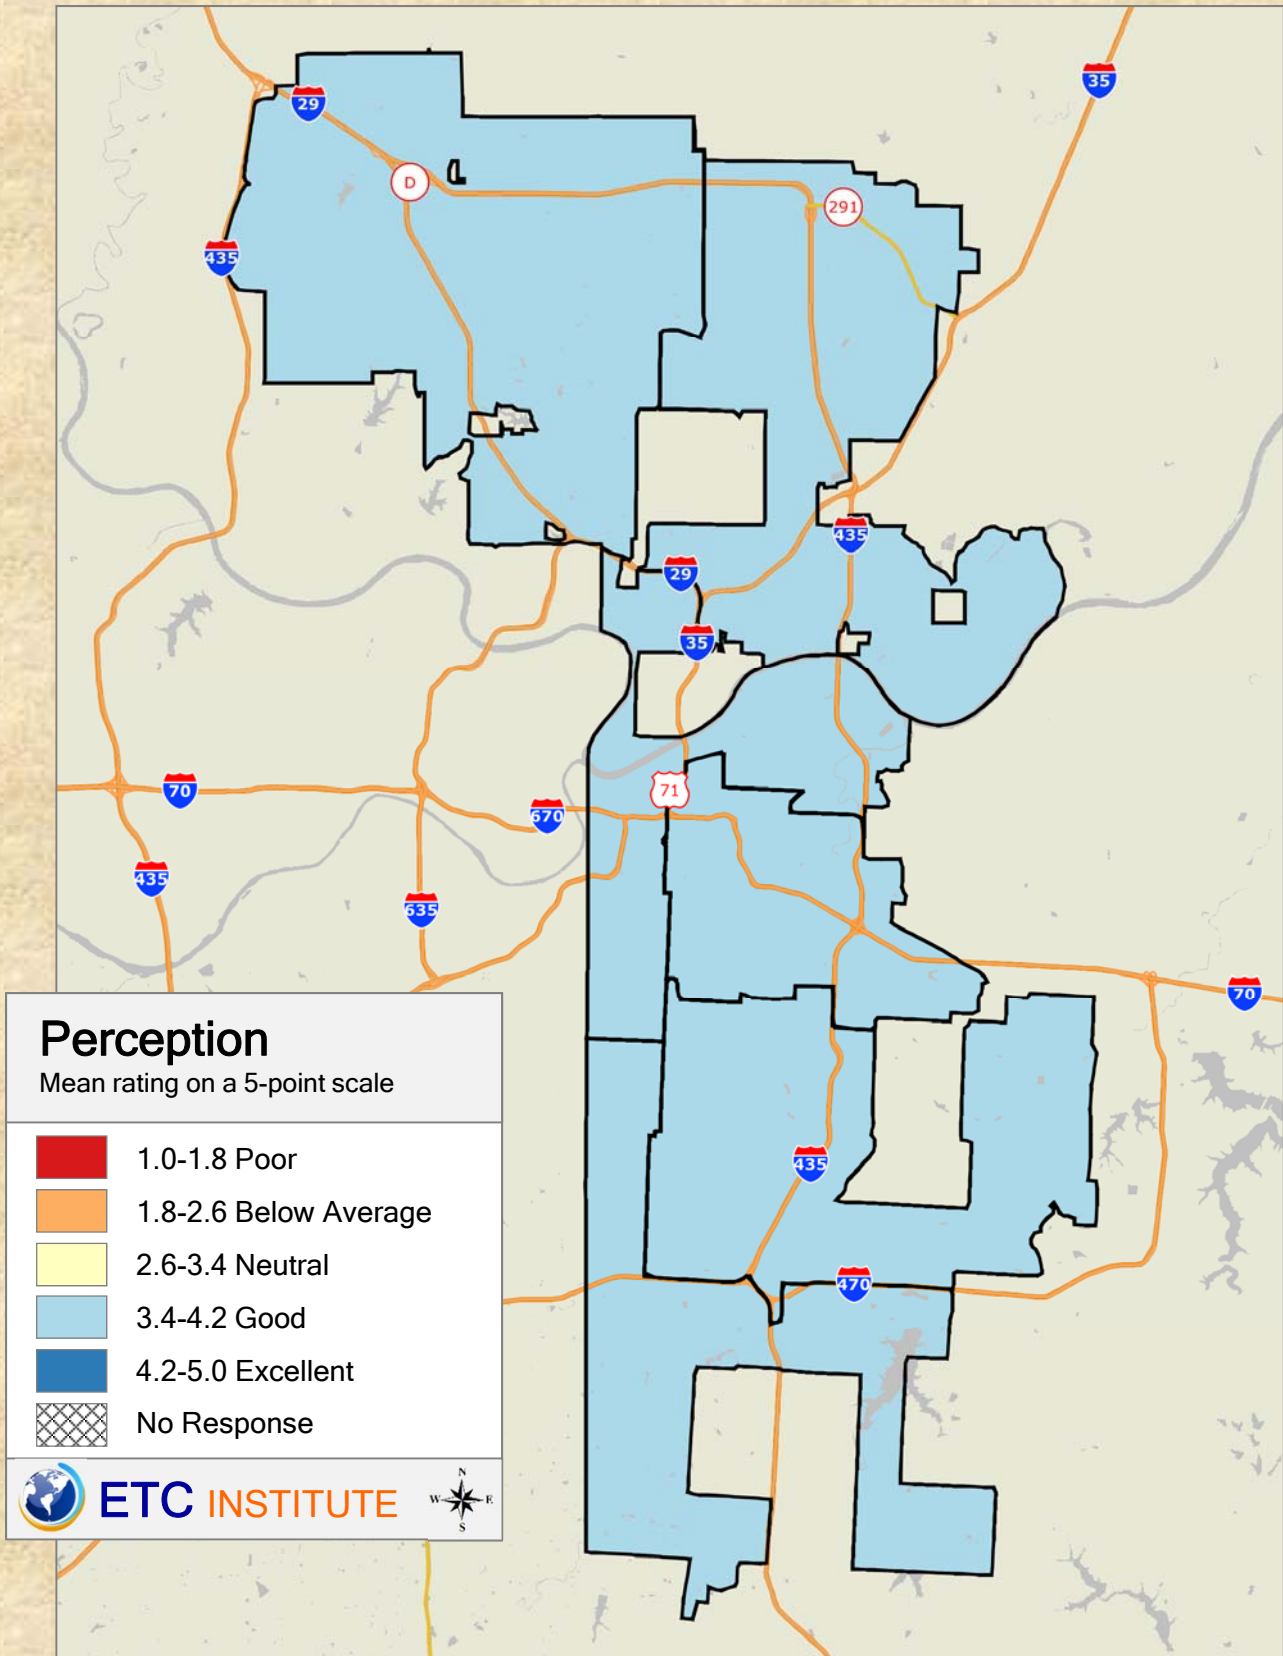 35
29
D
291
435
435
29
35
70
71
670
435
635
70
Perception
Mean rating on a 5-point scale
1.0-1.8 Poor
435
1.8-2.6 Below Average
2.6-3.4 Neutral
470
3.4-4.2 Good
4.2-5.0 Excellent
No Response
ETC INSTITUTE
N
W E
S